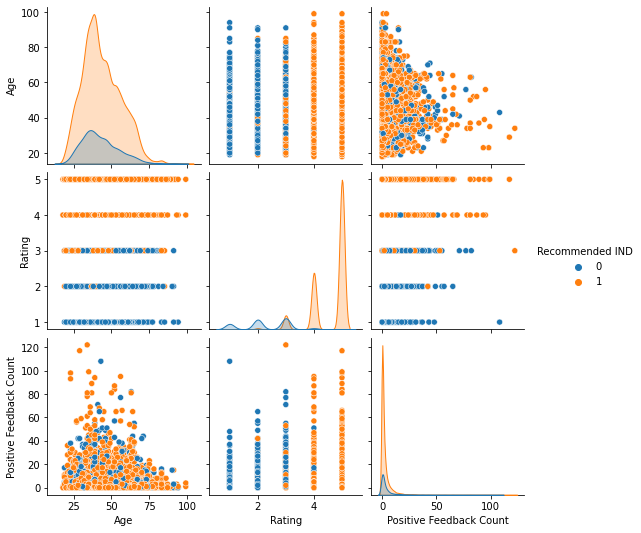 100
80
60
40
20
Age
5
4
3
2
1
Rating
Recommended IND
0
1
120
100
80
60
40
20
0
Positive Feedback Count
25 50 75 100
2 4
0 50 100
Age
Rating
Positive Feedback Count